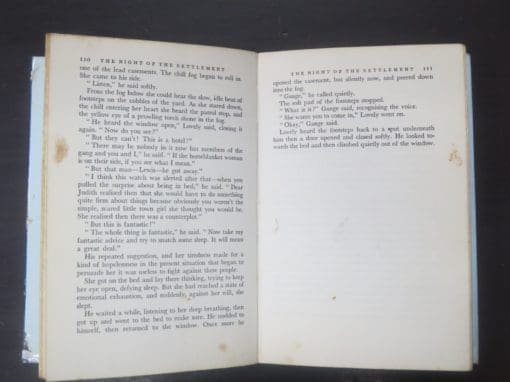 110 THE NIGHT OF THE SETTLEMENT
one of the lead casements. The chill fog began to roll in.
She came to his side.
" Listen," he said softly.
From the fog below she could hear the slow, idle beat of
footsteps on the cobbles of the yard. As she stared down,
the chill entering her heart she heard the parted stop, and
the yellow eye of a prowling torch shone in the fog.
" He heard the window open," Lovely said, closing it
again. " Now do you see?"
" But they can't! This is a hotel?"
" There may be nobody in it now her members of the
gang and you and I," he said. " If the horseblanket woman
is on their side, if you see what I mean."
" But that man—Lewis—he got away."
" I think this watch was alerted after that—when you
pulled the surprise about being in bed," he said. " Dear
Judith realised then that she would have to do something
quite firm about things because obviously you weren't the
simple, scared little town girl she thought you would be.
She realised then there was a counterplot."
" But this is fantastic!"
" The whole thing is fantastic," he said. " Now take my
fantastic advice and try to snatch some sleep. It will mean a
great deal."
His repeated suggestion, and her tiredness made for a
kind of hopelessness in the present situation that began to
persuade her it was useless to fight against these people.
She got on the bed and lay there thinking, trying to keep
her eye open, defying sleep. But she had reached a state of
emotional exhaustion, and suddenly, against her will, she
slept.
He waited a while, listening to her deep breathing, then
got up and went to the bed to make sure. He nodded to
himself, then returned to the window. Once more he
THE NIGHT OF THE SETTLEMENT 111
opened the casement, but silently now, and peered down
into the fog.
" Gunge," he called quietly.
The soft pad of the footsteps stopped.
" What is it?" Gunge said, recognising the voice.
" She wants you to come in," Lovely went on.
" Okay," Gunge said.
Lovely heard the footsteps back to a spot underneath
him then a door opened and closed softly. He looked to-
wards the bed and then climbed quietly out of the window.